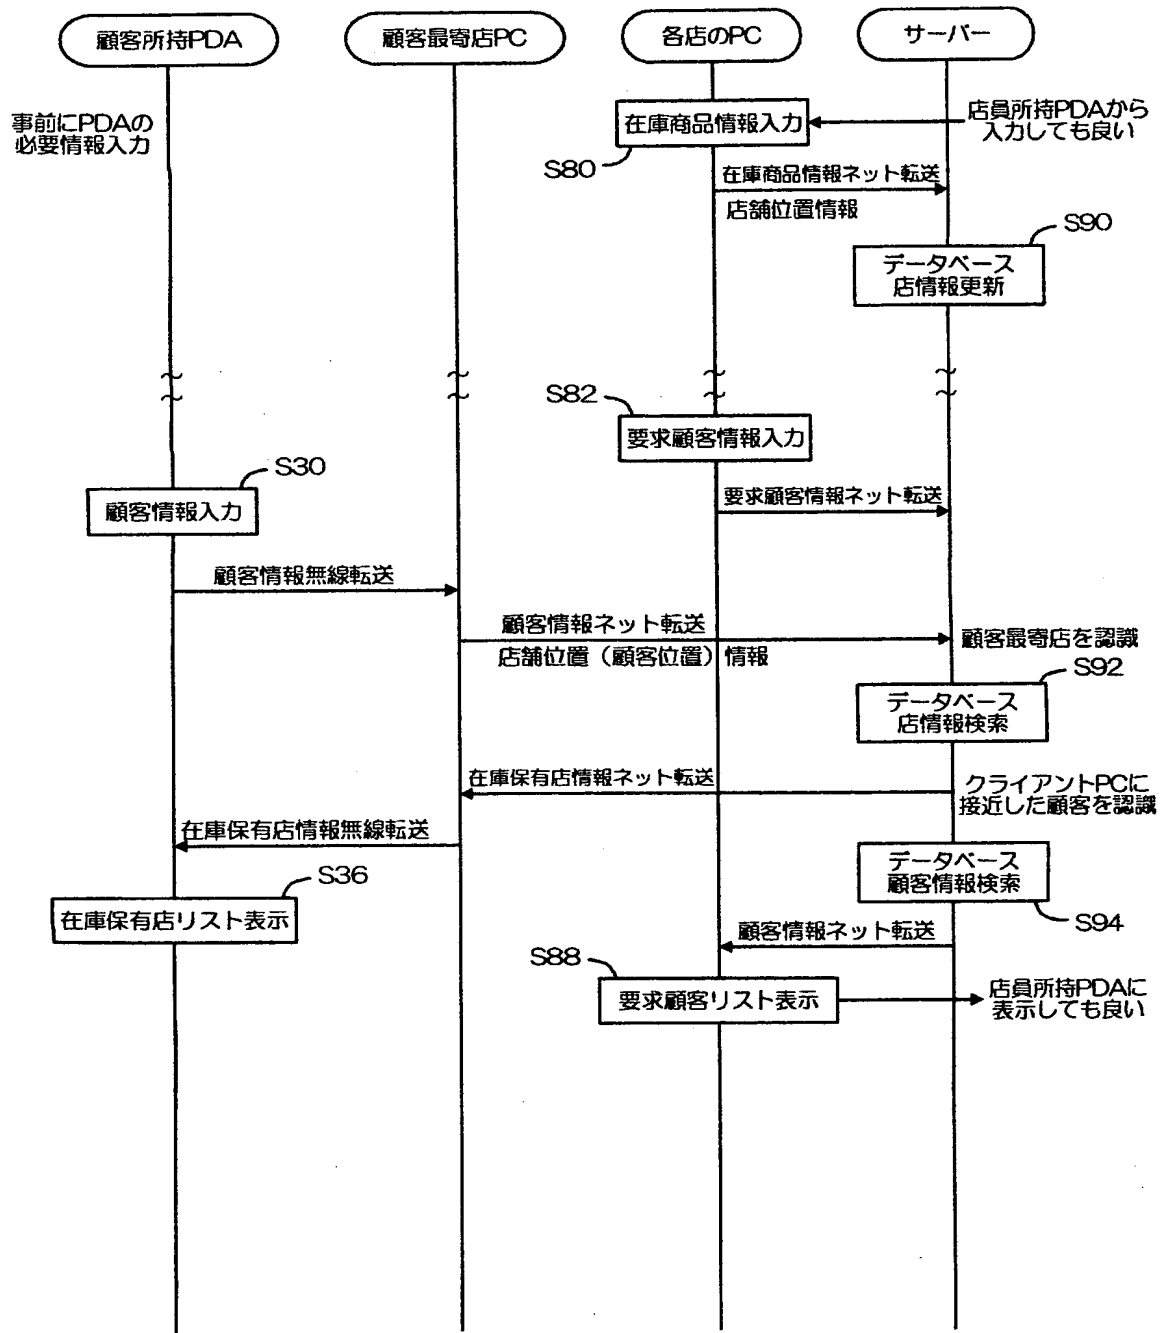 顧客所持PDA
顧客最寄店PC
各店のPC
サーバー
事前にPDAの
必要情報入力
在庫商品情報入力
店員所持PDAから
入力しても良い
S80
在庫商品情報ネット転送
店舗位置情報
S90
データベース
店情報更新
S82
要求顧客情報入力
S30
顧客情報入力
要求顧客情報ネット転送
顧客情報無線転送
顧客情報ネット転送
店舗位置（顧客位置）情報
顧客最寄店を認識
S92
データベース
店情報検索
在庫保有店情報ネット転送
クライアントPCに
接近した顧客を認識
在庫保有店情報無線転送
データベース
顧客情報検索
S36
在庫保有店リスト表示
S94
顧客情報ネット転送
S88
要求顧客リスト表示
店員所持PDAに
表示しても良い